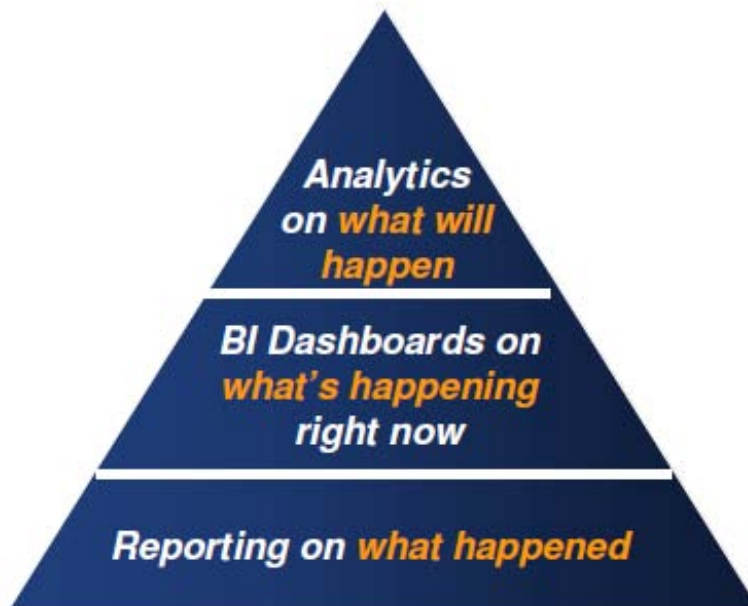 Analytics
on what will
happen
BI Dashboards on
what's happening
right now
Reporting on what happened